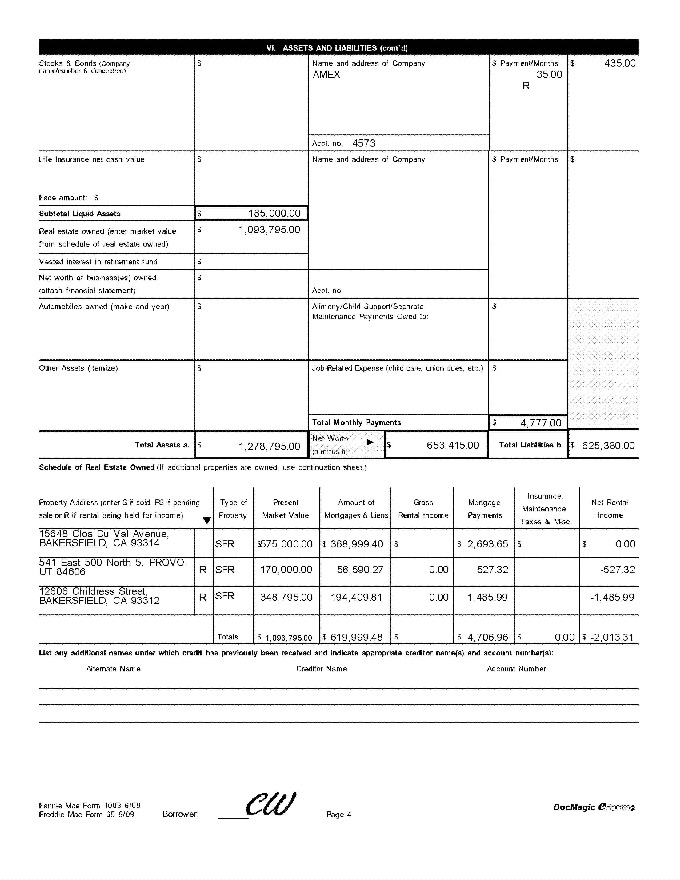 VI. ASSETS AND LIABILITIES (cont'd)
Stocks & Bonds (Company
name/number & description)
$
Name and address of Company
AMEX
$ Payment/Months
35.00
R
$ 435.00
Acct. no. 4573
Life Insurance net cash value
$
Name and address of Company
$ Payment/Months
$
Face amount: $
Subtotal Liquid Assets
$ 185,000.00
Real estate owned (enter market value
from schedule of real estate owned)
$ 1,093,795.00
Vested interest in retirement fund
$
Net worth of business(es) owned
(attach financial statement)
$
Acct. no.
Automobiles owned (make and year)
$
Alimony/Child Support/Separate
Maintenance Payments Owed to:
$
Other Assets (itemize)
$
Job-Related Expense (child care, union dues, etc.)
$
Total Monthly Payments
$ 4,777.00
Total Assets a.
$ 1,278,795.00
Net Worth
(a minus b)
$ 653,415.00
Total Liabilities b.
$ 625,380.00
Schedule of Real Estate Owned (If additional properties are owned, use continuation sheet.)
Property Address (enter S if sold, PS if pending
sale or R if rental being held for income)
Type of
Property
Present
Market Value
Amount of
Mortgages & Liens
Gross
Rental Income
Mortgage
Payments
Insurance,
Maintenance,
Taxes & Misc.
Net Rental
Income
15648 Clos Du Val Avenue,
BAKERSFIELD, CA 93314
SFR $575,000.00 $ 368,999.40 $ $ 2,693.65 $ $ 0.00
541 East 500 North 5, PROVO
UT 84606
R SFR 170,000.00 56,590.27 0.00 527.32 -527.32
12606 Childress Street,
BAKERSFIELD, CA 93312
R SFR 348,795.00 194,409.81 0.00 1,485.99 -1,485.99
Totals $ 1,093,795.00 $ 619,999.48 $ $ 4,706.96 $ 0.00 $ -2,013.31
List any additional names under which credit has previously been received and indicate appropriate creditor name(s) and account number(s):
Alternate Name Creditor Name Account Number
Fannie Mae Form 1003 6/09
Freddie Mac Form 65 6/09
Borrower CW
Page 4
DocMagic